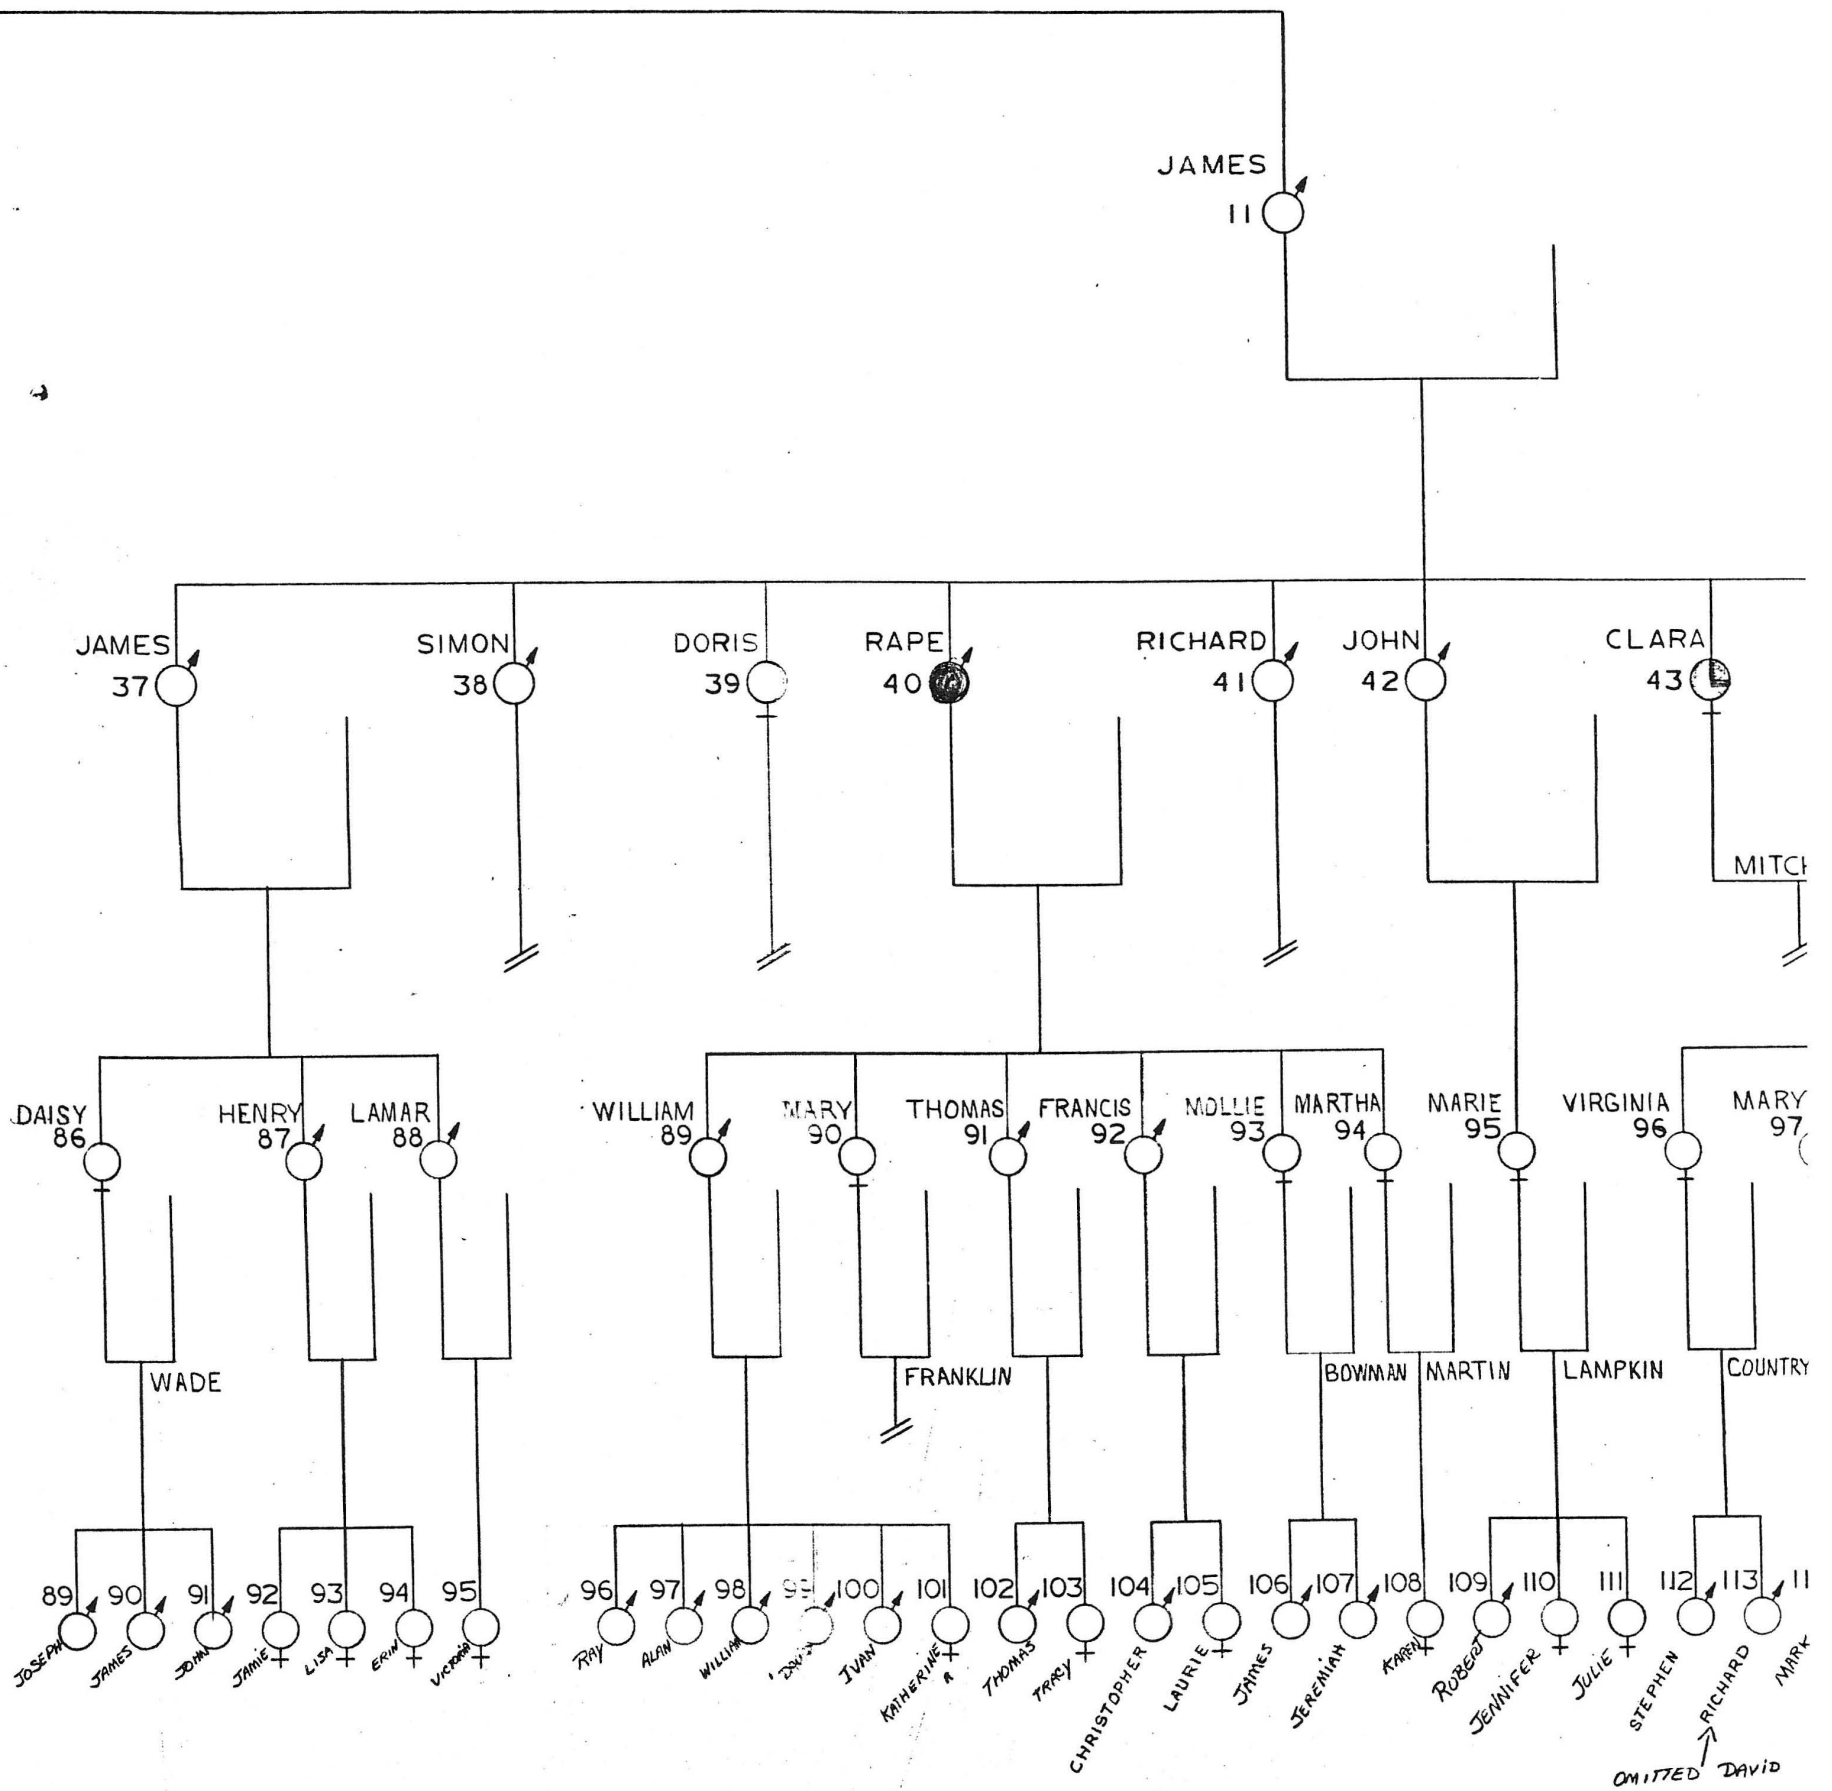 JAMES
11
JAMES
37
SIMON
38
DORIS
39
RAPE
40
RICHARD
41
JOHN
42
CLARA
43
MITCH
DAISY
86
HENRY
87
LAMAR
88
WILLIAM
89
MARY
90
THOMAS
91
FRANCIS
92
MOLLIE
93
MARTHA
94
MARIE
95
VIRGINIA
96
MARY
97
WADE
FRANKLIN
BOWMAN
MARTIN
LAMPKIN
COUNTRY
89 90 91 92 93 94 95 96 97 98 99 100 101 102 103 104 105 106 107 108 109 110 111 112 113 11
JOSEPH
JAMES
JOHN
JAMIE
LISA
ERIN
VICTORIA
RAY
ALAN
WILLIAM
IVAN
KATHERINE
THOMAS
TRACY
CHRISTOPHER
LAURIE
JAMES
JEREMIAH
KAREN
ROBERT
JENNIFER
JULIE
STEPHEN
RICHARD
MARK
OMITTED DAVID